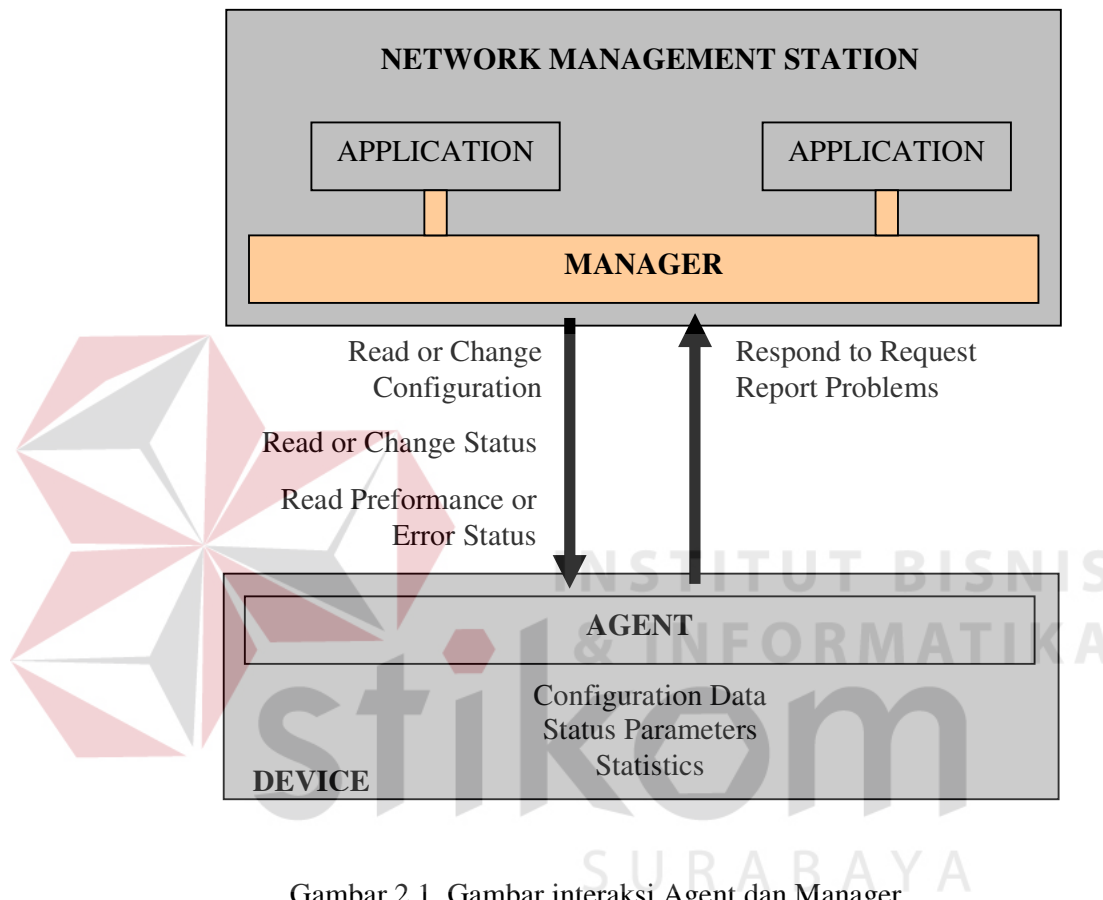 NETWORK MANAGEMENT STATION
APPLICATION
APPLICATION
MANAGER
Read or Change
Configuration
Read or Change Status
Read Preformance or
Error Status
Respond to Request
Report Problems
INSTITUT BISNIS
& INFORMATIKA
stikom
SURABAYA
AGENT
Configuration Data
Status Parameters
Statistics
DEVICE
Gambar 2.1. Gambar interaksi Agent dan Manager